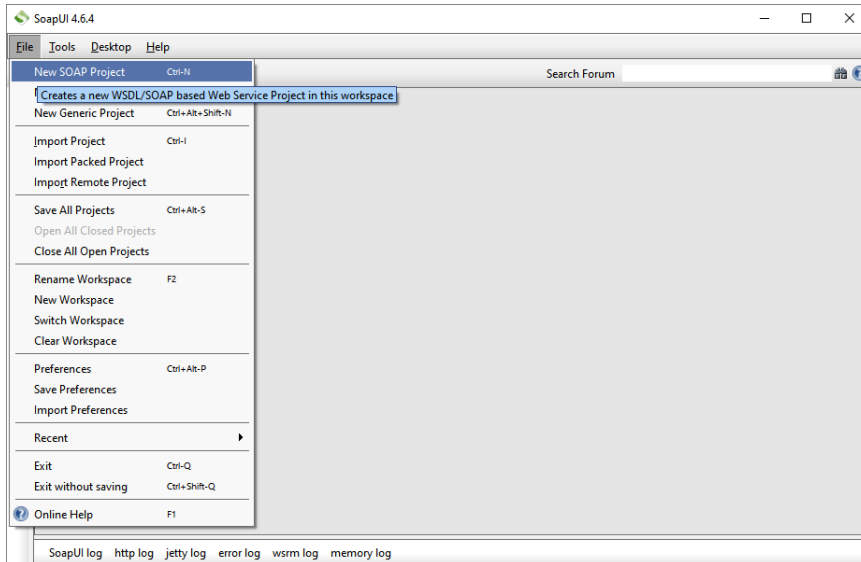 SoapUI 4.6.4
File Tools Desktop Help
New SOAP Project Ctrl-N
Search Forum
Creates a new WSDL/SOAP based Web Service Project in this workspace
New Generic Project Ctrl+Alt+Shift-N
Import Project Ctrl-I
Import Packed Project
Import Remote Project
Save All Projects Ctrl+Alt-S
Open All Closed Projects
Close All Open Projects
Rename Workspace F2
New Workspace
Switch Workspace
Clear Workspace
Preferences Ctrl+Alt-P
Save Preferences
Import Preferences
Recent
Exit Ctrl-Q
Exit without saving Ctrl+Shift-Q
Online Help F1
SoapUI log http log jetty log error log wsrm log memory log